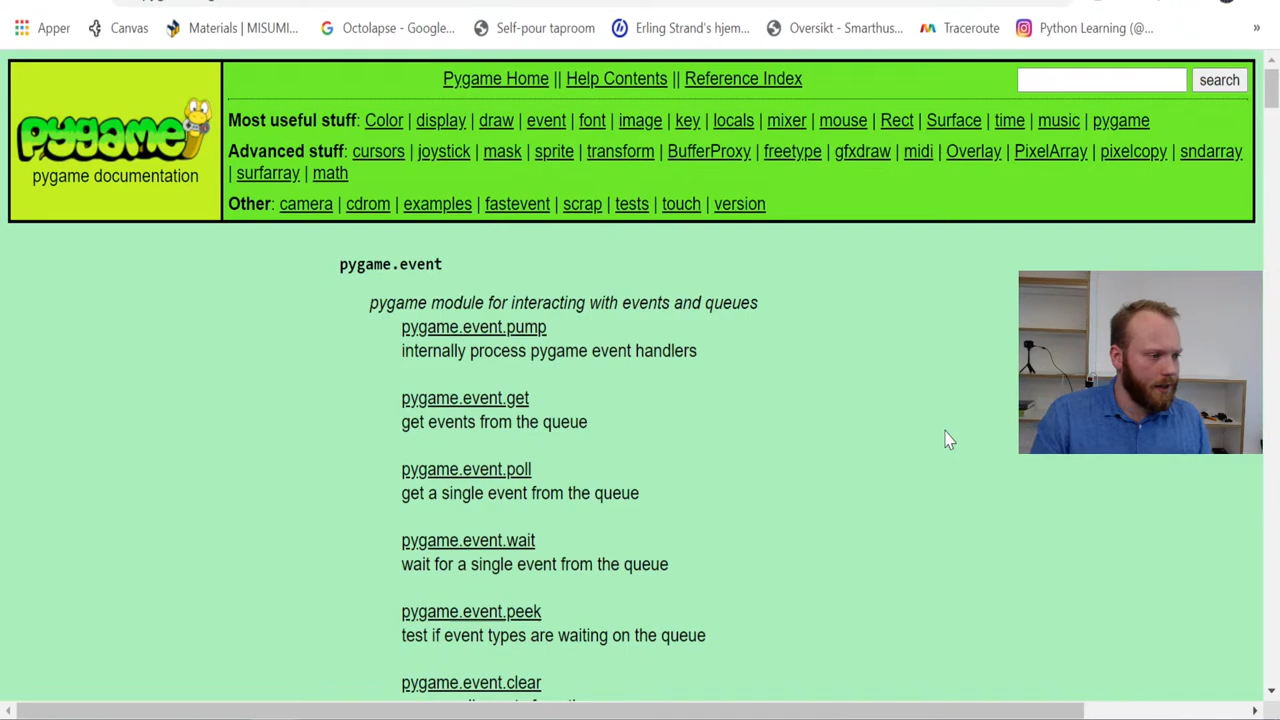 Apper Canvas Materials | MISUMI... Octolapse - Google... Self-pour taproom Erling Strand's hjem... Oversikt - Smarthus... Traceroute Python Learning (@... »
pygame
pygame documentation
Pygame Home || Help Contents || Reference Index
search
Most useful stuff: Color | display | draw | event | font | image | key | locals | mixer | mouse | Rect | Surface | time | music | pygame
Advanced stuff: cursors | joystick | mask | sprite | transform | BufferProxy | freetype | gfxdraw | midi | Overlay | PixelArray | pixelcopy | sndarray
| surfarray | math
Other: camera | cdrom | examples | fastevent | scrap | tests | touch | version
pygame.event
pygame module for interacting with events and queues
pygame.event.pump
internally process pygame event handlers
pygame.event.get
get events from the queue
pygame.event.poll
get a single event from the queue
pygame.event.wait
wait for a single event from the queue
pygame.event.peek
test if event types are waiting on the queue
pygame.event.clear